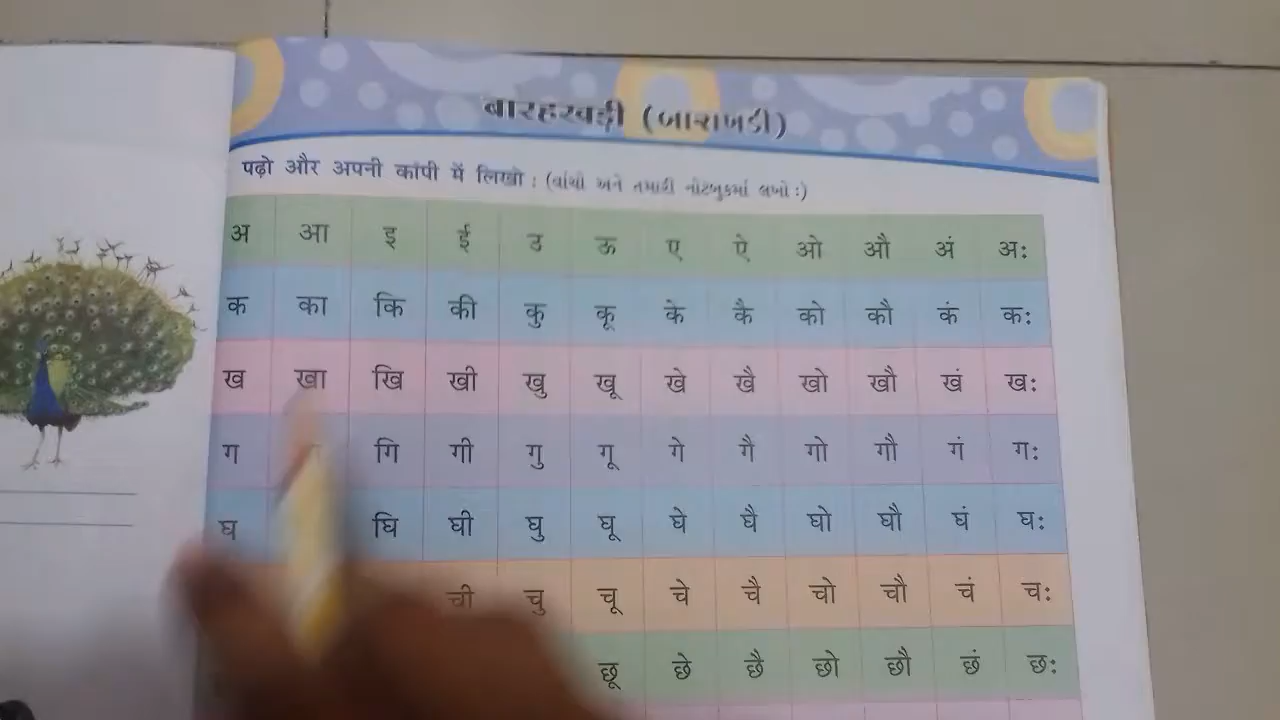 बारहखड़ी (બારાખડી)
पढ़ो और अपनी कॉपी में लिखो : (વાંચો અને તમારી નોટબુકમાં લખો :)
अ आ इ ई उ ऊ ए ऐ ओ औ अं अः
क का कि की कु कू के कै को कौ कं कः
ख खा खि खी खु खू खे खै खो खौ खं खः
ग गि गी गु गू गे गै गो गौ गं गः
घ घि घी घु घू घे घै घो घौ घं घः
ची चु चू चे चै चो चौ चं चः
छू छे छै छो छौ छं छः